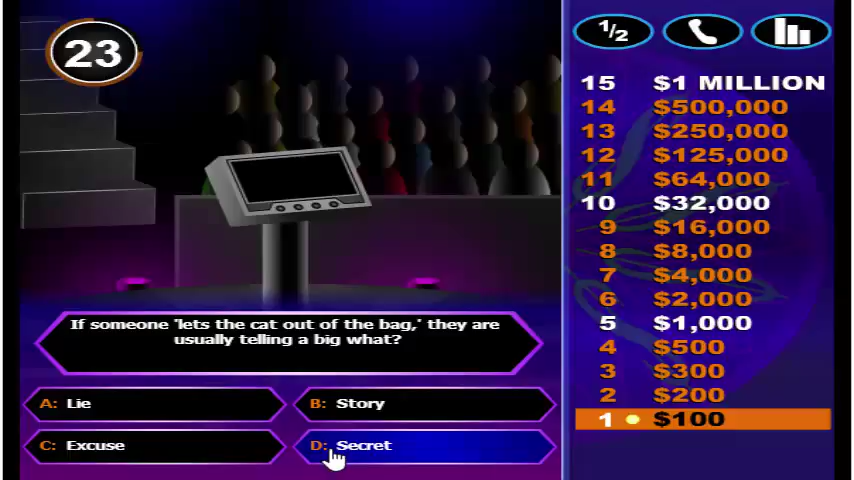 23
1/2
15 $1 MILLION
14 $500,000
13 $250,000
12 $125,000
11 $64,000
10 $32,000
9 $16,000
8 $8,000
7 $4,000
6 $2,000
5 $1,000
4 $500
3 $300
2 $200
1 $100
If someone 'lets the cat out of the bag,' they are
usually telling a big what?
A: Lie
B: Story
C: Excuse
D: Secret